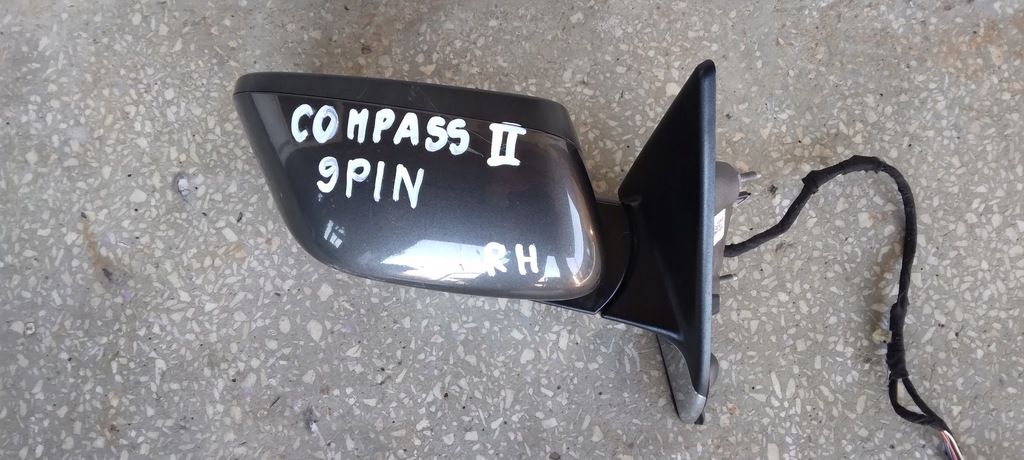 COMPASS II
9PIN
RH